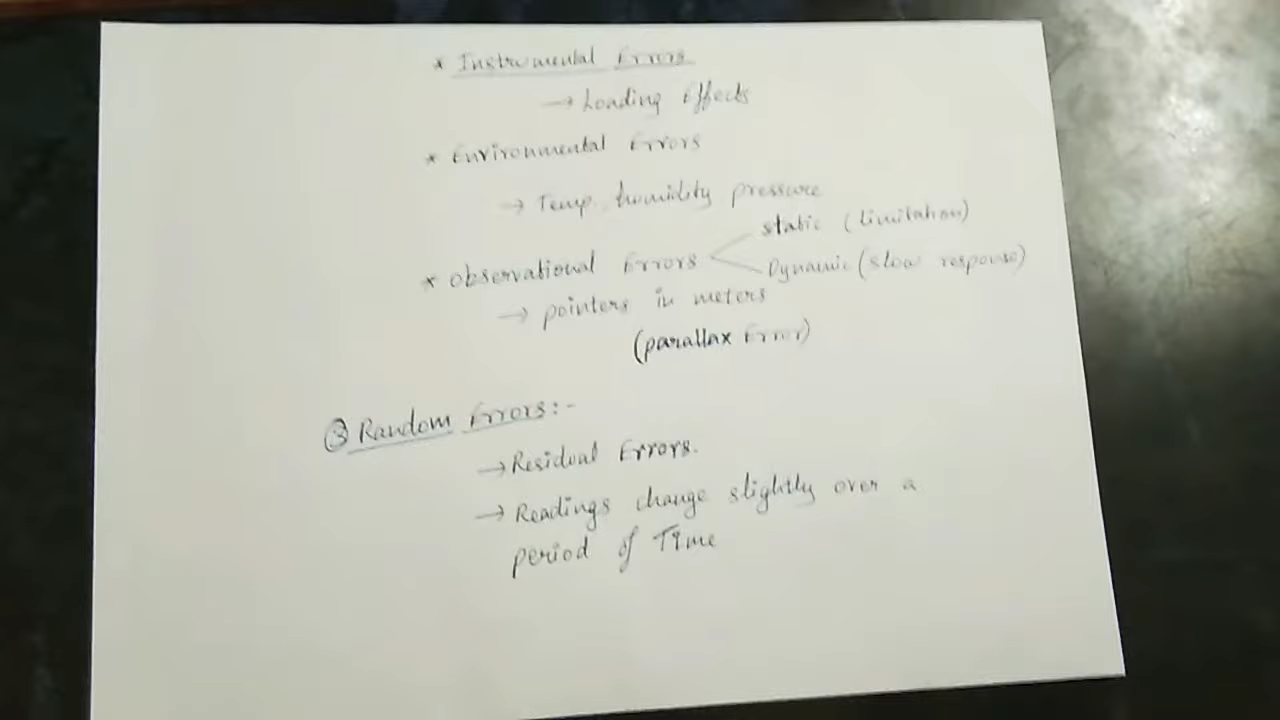 * Instrumental Errors
→ Loading Effects
* Environmental Errors
→ Temp., humidity pressure
static (limitation)
* Observational Errors
Dynamic (slow response)
→ pointers in meters
(parallax Error)
③ Random Errors:-
→ Residual Errors.
→ Readings change slightly over a
period of Time